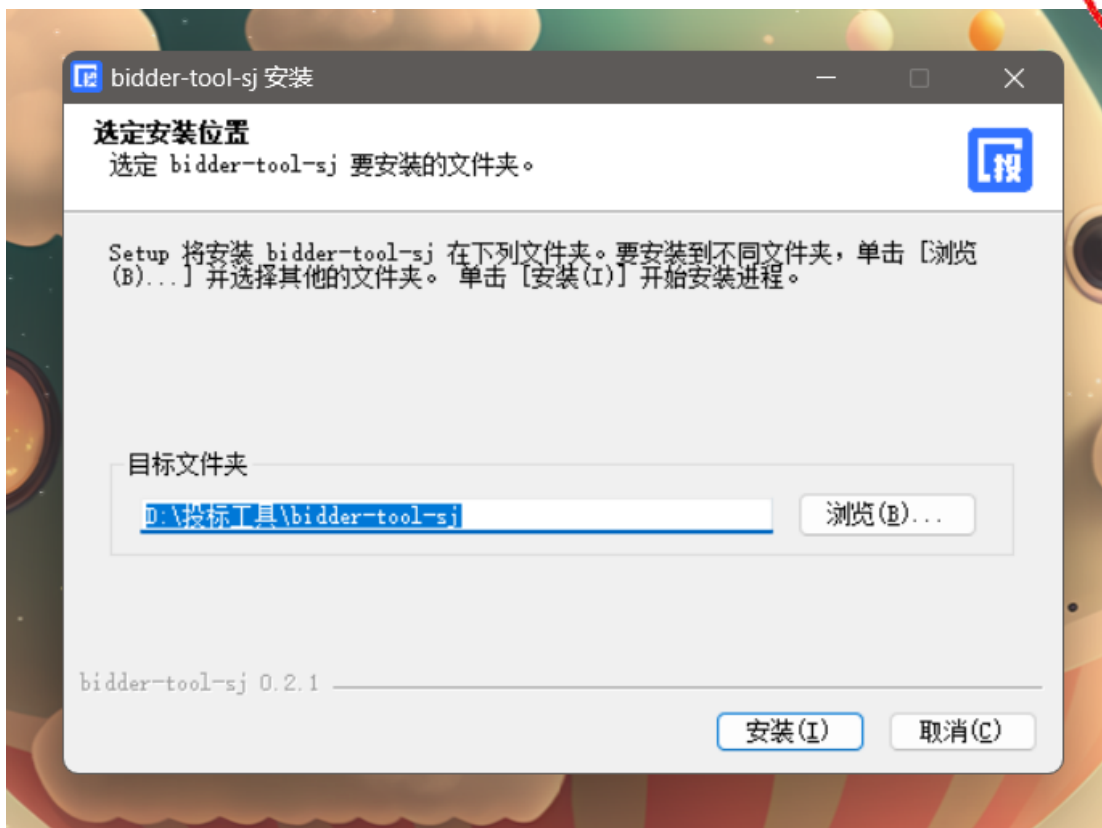 投 bidder-tool-sj 安装
选定安装位置
选定 bidder-tool-sj 要安装的文件夹。
投
Setup 将安装 bidder-tool-sj 在下列文件夹。要安装到不同文件夹，单击 [浏览
(B)...] 并选择其他的文件夹。 单击 [安装(I)] 开始安装进程。
目标文件夹
D:\投标工具\bidder-tool-sj
浏览(B)...
bidder-tool-sj 0.2.1
安装(I)
取消(C)